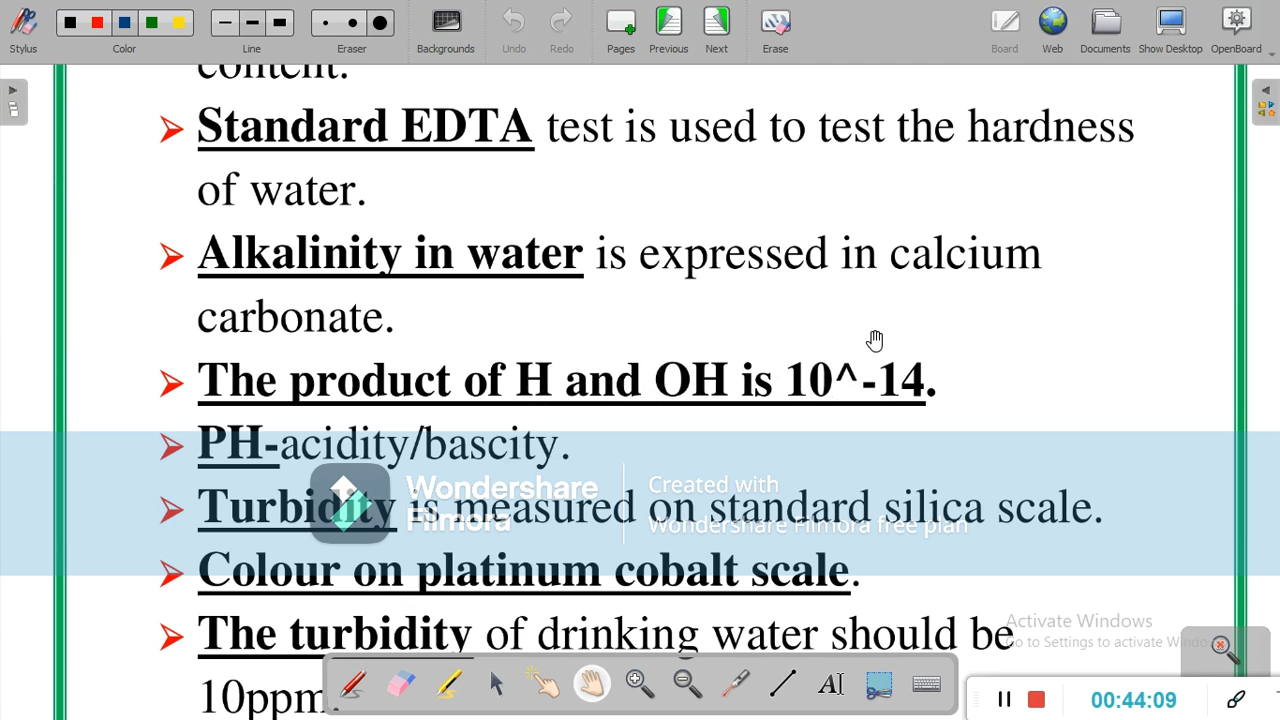 Stylus
Color
Line
Eraser
Backgrounds
Undo
Redo
Pages
Previous
Next
Erase
Board
Web
Documents
Show Desktop
OpenBoard
content.
Standard EDTA test is used to test the hardness
of water.
Alkalinity in water is expressed in calcium
carbonate.
The product of H and OH is 10^-14.
PH-acidity/bascity.
Turbidity is measured on standard silica scale.
Wondershare
Filmora
Created with
Wondershare Filmora free plan
Colour on platinum cobalt scale.
The turbidity of drinking water should be
10ppm
Activate Windows
Go to Settings to activate Windows
AI
00:44:09